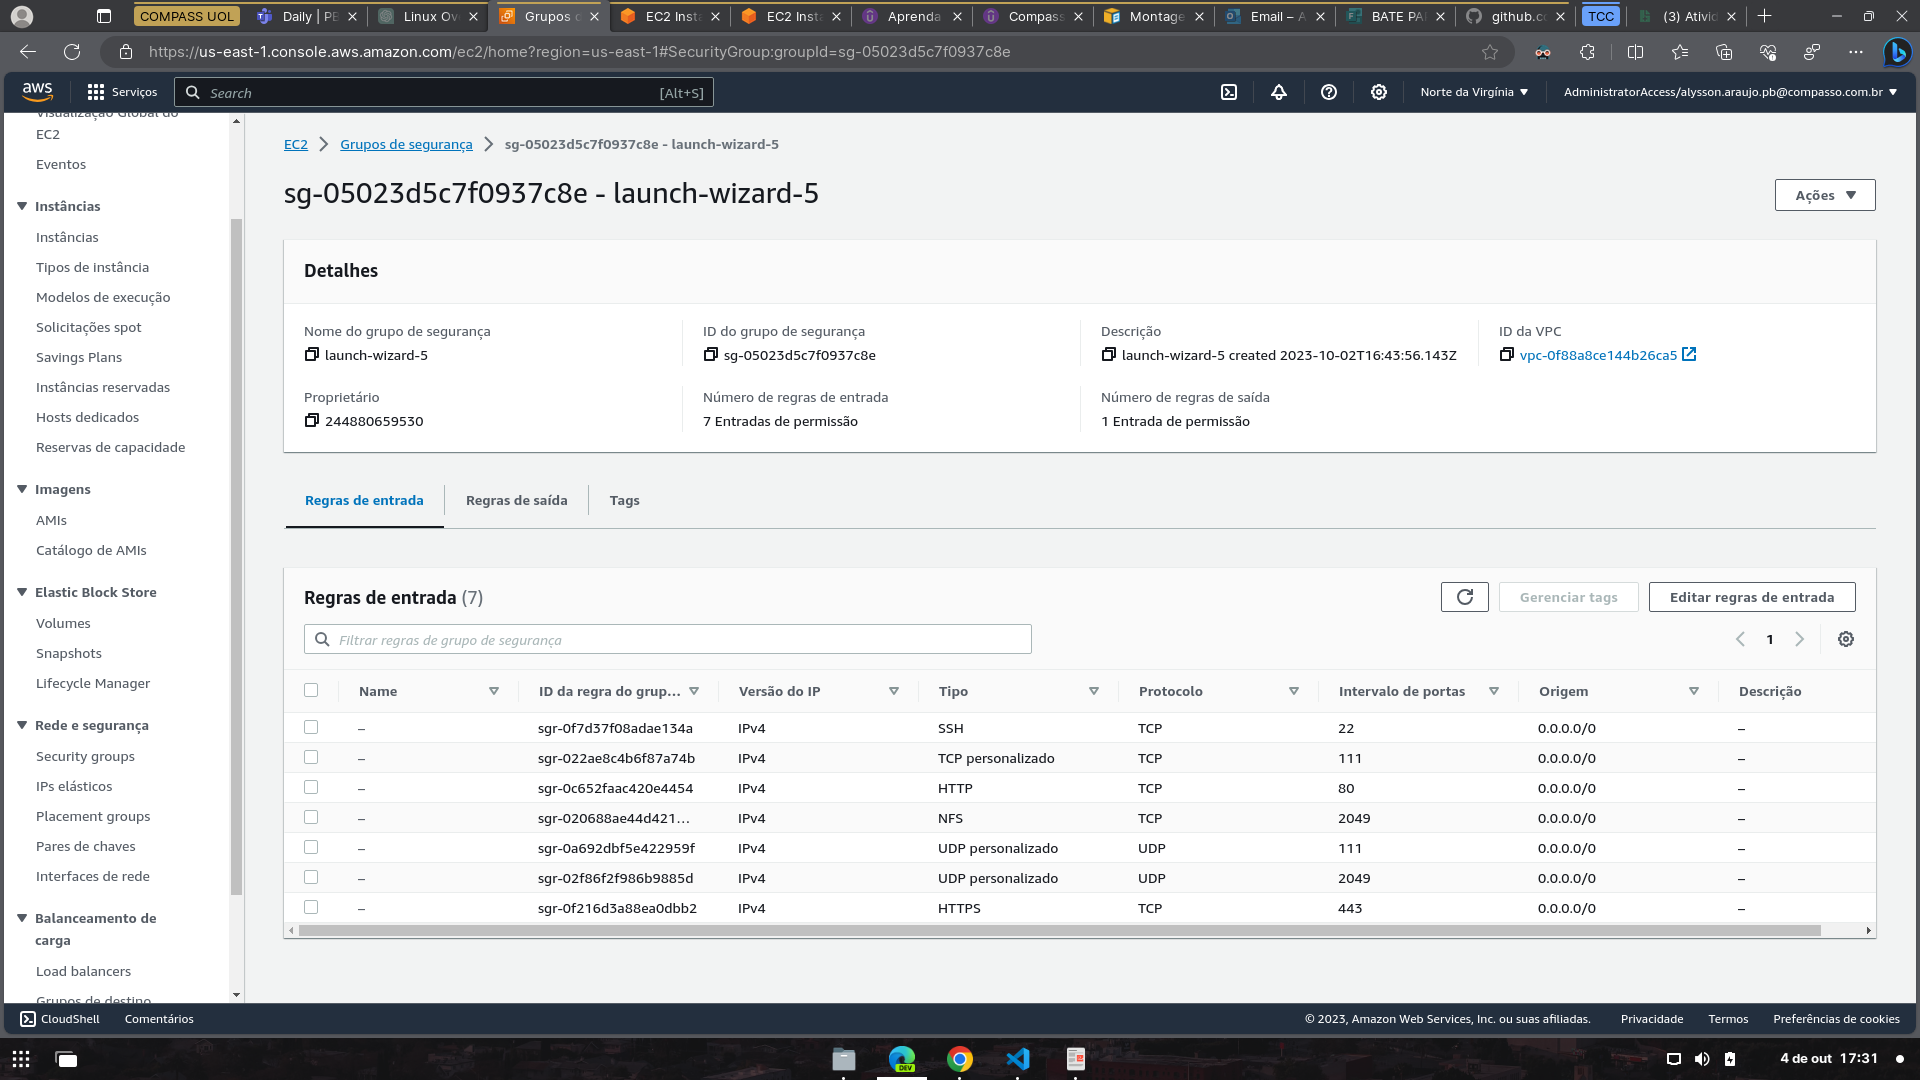 COMPASS UOL
Daily | PB
Linux Ov
Grupos d
EC2 Inst
EC2 Inst
Aprenda
Compass
Montage
Email – A
BATE PA
github.c
TCC
(3) Ativid
https://us-east-1.console.aws.amazon.com/ec2/home?region=us-east-1#SecurityGroup:groupId=sg-05023d5c7f0937c8e
aws
Serviços
Search
[Alt+S]
Norte da Virgínia
AdministratorAccess/alysson.araujo.pb@compasso.com.br
Visualização Global do
EC2
Eventos
Instâncias
Instâncias
Tipos de instância
Modelos de execução
Solicitações spot
Savings Plans
Instâncias reservadas
Hosts dedicados
Reservas de capacidade
Imagens
AMIs
Catálogo de AMIs
Elastic Block Store
Volumes
Snapshots
Lifecycle Manager
Rede e segurança
Security groups
IPs elásticos
Placement groups
Pares de chaves
Interfaces de rede
Balanceamento de
carga
Load balancers
Grupos de destino
EC2 > Grupos de segurança > sg-05023d5c7f0937c8e - launch-wizard-5
sg-05023d5c7f0937c8e - launch-wizard-5
Ações
Detalhes
Nome do grupo de segurança
launch-wizard-5
ID do grupo de segurança
sg-05023d5c7f0937c8e
Descrição
launch-wizard-5 created 2023-10-02T16:43:56.143Z
ID da VPC
vpc-0f88a8ce144b26ca5
Proprietário
244880659530
Número de regras de entrada
7 Entradas de permissão
Número de regras de saída
1 Entrada de permissão
Regras de entrada
Regras de saída
Tags
Regras de entrada (7)
Gerenciar tags
Editar regras de entrada
Filtrar regras de grupo de segurança
1
Name ID da regra do grup... Versão do IP Tipo Protocolo Intervalo de portas Origem Descrição
– sgr-0f7d37f08adae134a IPv4 SSH TCP 22 0.0.0.0/0 –
– sgr-022ae8c4b6f87a74b IPv4 TCP personalizado TCP 111 0.0.0.0/0 –
– sgr-0c652faac420e4454 IPv4 HTTP TCP 80 0.0.0.0/0 –
– sgr-020688ae44d421... IPv4 NFS TCP 2049 0.0.0.0/0 –
– sgr-0a692dbf5e422959f IPv4 UDP personalizado UDP 111 0.0.0.0/0 –
– sgr-02f86f2f986b9885d IPv4 UDP personalizado UDP 2049 0.0.0.0/0 –
– sgr-0f216d3a88ea0dbb2 IPv4 HTTPS TCP 443 0.0.0.0/0 –
CloudShell
Comentários
© 2023, Amazon Web Services, Inc. ou suas afiliadas.
Privacidade
Termos
Preferências de cookies
DEV
4 de out 17:31